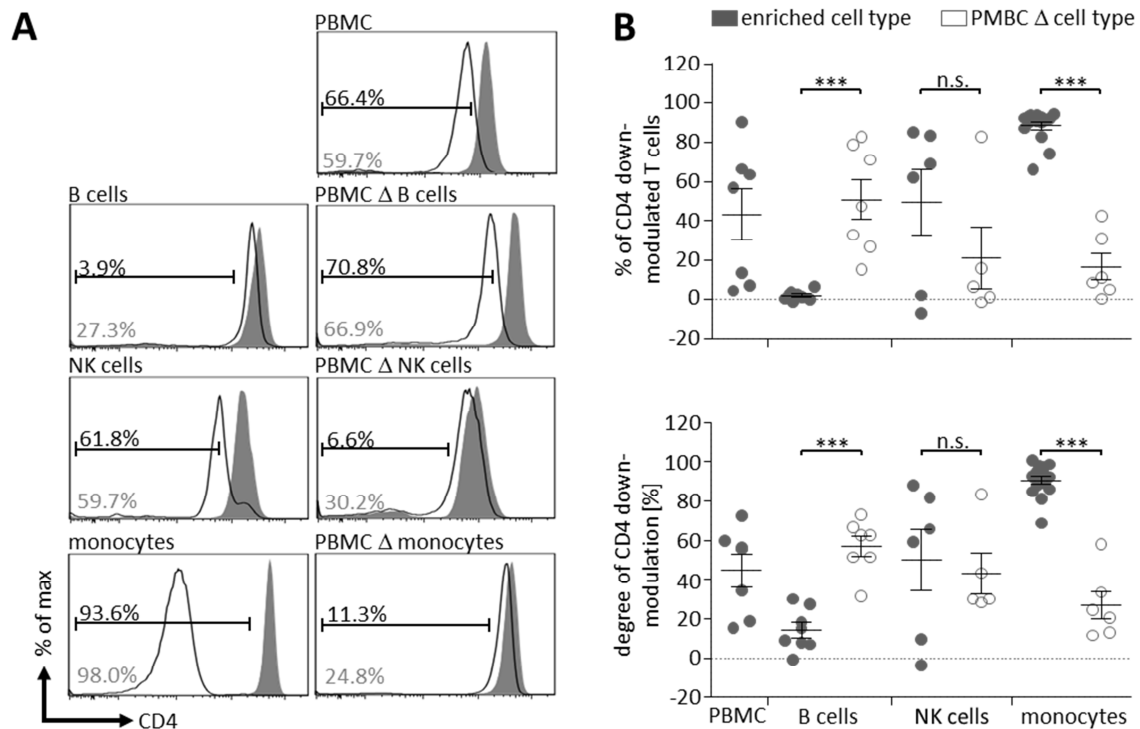 A
PBMC
66.4%
59.7%
B cells
3.9%
27.3%
PBMC Δ B cells
70.8%
66.9%
NK cells
61.8%
59.7%
PBMC Δ NK cells
6.6%
30.2%
monocytes
93.6%
98.0%
PBMC Δ monocytes
11.3%
24.8%
% of max
CD4
B
enriched cell type
PMBC Δ cell type
% of CD4 down-
modulated T cells
120
100
80
60
40
20
0
-20
***
n.s.
***
degree of CD4 down-
modulation [%]
120
100
80
60
40
20
0
-20
***
n.s.
***
PBMC
B cells
NK cells
monocytes